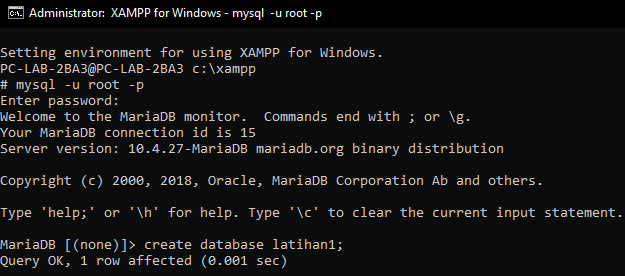 Administrator: XAMPP for Windows - mysql -u root -p
Setting environment for using XAMPP for Windows.
PC-LAB-2BA3@PC-LAB-2BA3 c:\xampp
# mysql -u root -p
Enter password:
Welcome to the MariaDB monitor.  Commands end with ; or \g.
Your MariaDB connection id is 15
Server version: 10.4.27-MariaDB mariadb.org binary distribution
Copyright (c) 2000, 2018, Oracle, MariaDB Corporation Ab and others.
Type 'help;' or '\h' for help. Type '\c' to clear the current input statement.
MariaDB [(none)]> create database latihan1;
Query OK, 1 row affected (0.001 sec)